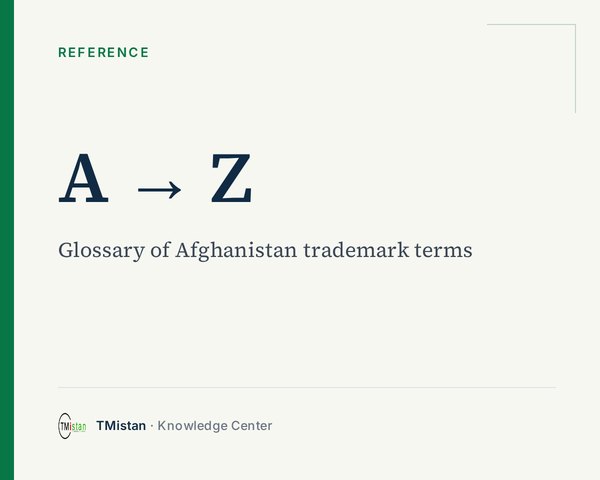 REFERENCE
A → Z
Glossary of Afghanistan trademark terms
TMistan TMistan · Knowledge Center